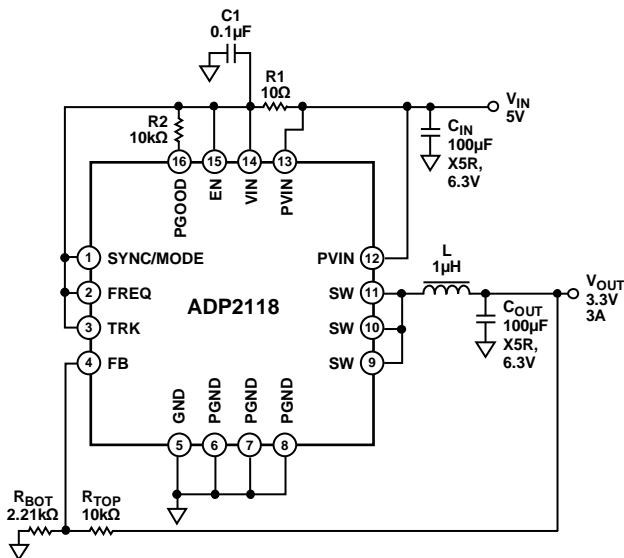 C1
0.1µF
R1
10Ω
R2
10kΩ
VIN
5V
CIN
100µF
X5R,
6.3V
16
15
14
13
PGOOD
EN
VIN
PVIN
1
SYNC/MODE
2
FREQ
3
TRK
4
FB
ADP2118
PVIN
12
SW
11
SW
10
SW
9
L
1µH
VOUT
3.3V
3A
COUT
100µF
X5R,
6.3V
GND
PGND
PGND
PGND
5
6
7
8
RBOT
2.21kΩ
RTOP
10kΩ